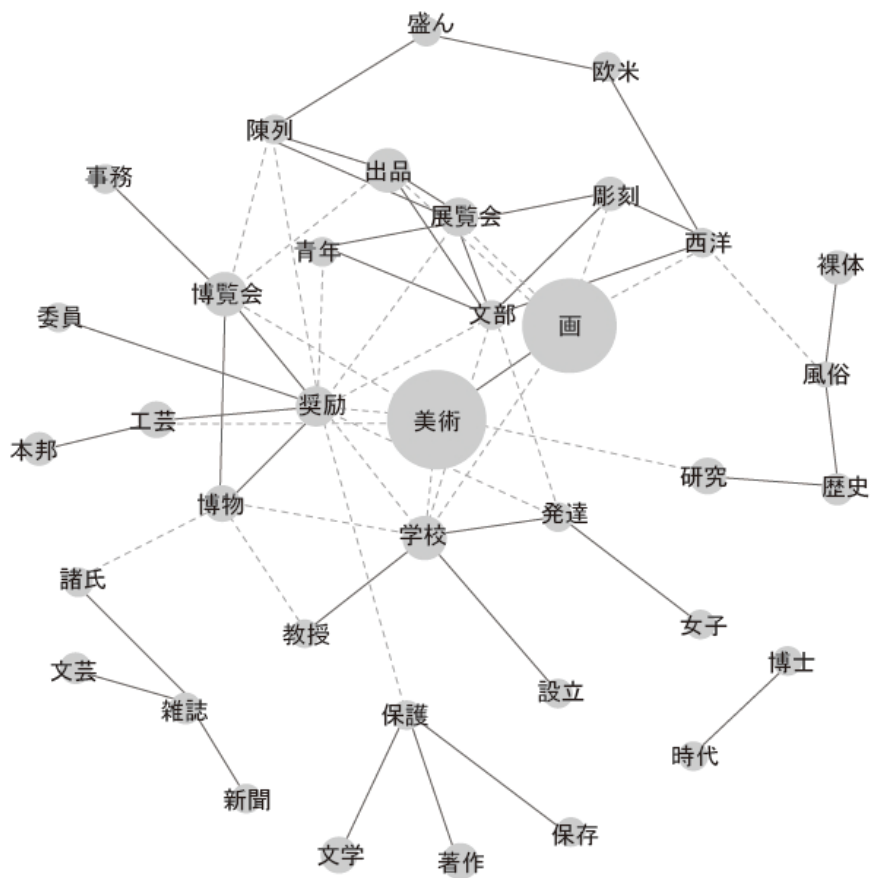 盛ん
欧米
陳列
出品
事務
彫刻
展覧会
西洋
青年
裸体
博覧会
文部
委員
画
風俗
奨励
工芸
美術
本邦
研究
歴史
博物
発達
学校
諸氏
教授
女子
文芸
博士
雑誌
設立
保護
時代
新聞
保存
文学
著作